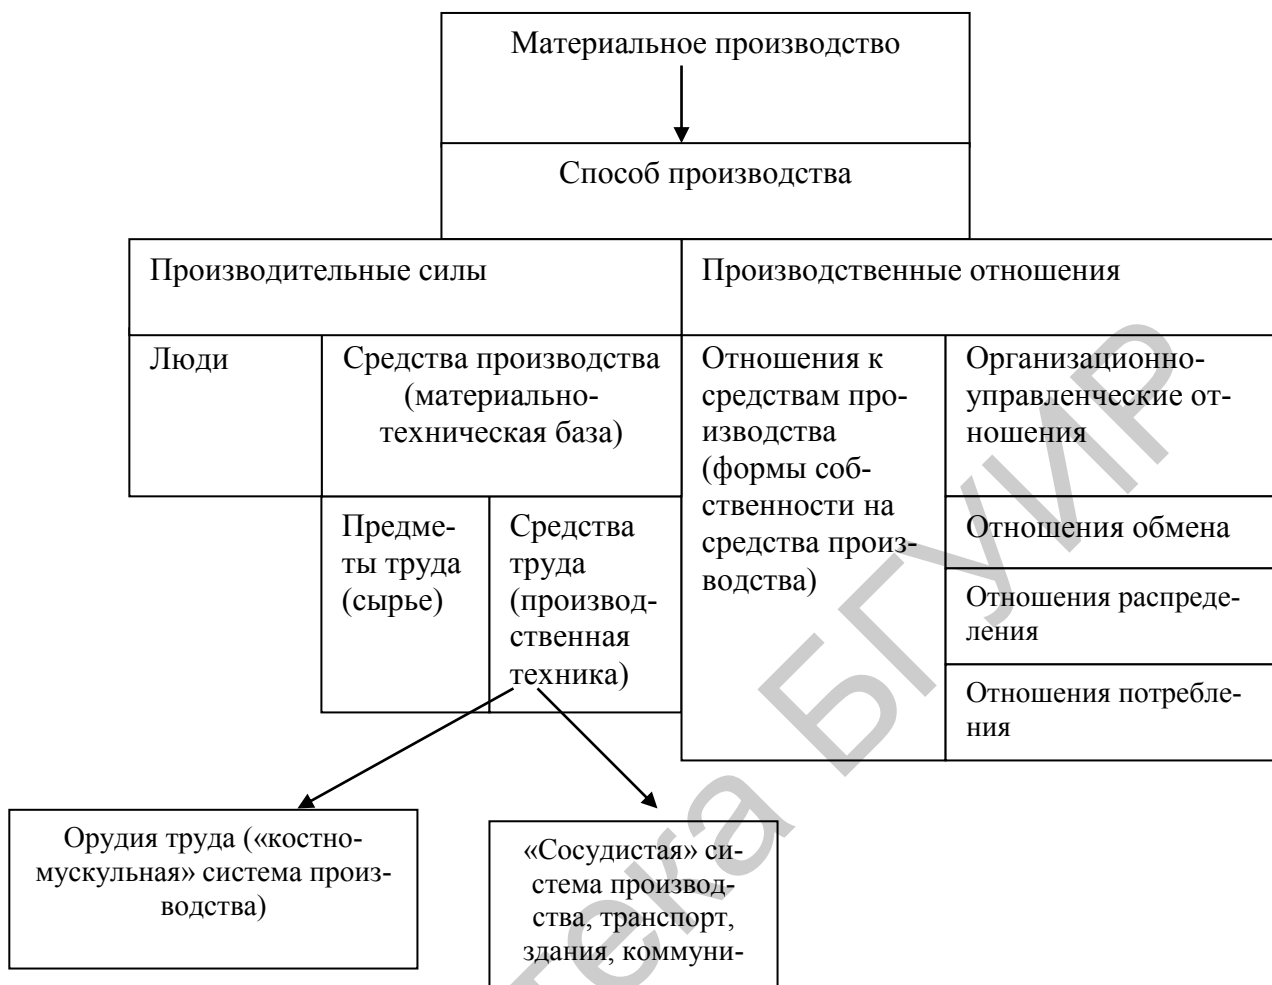 Материальное производство
Способ производства
Производительные силы
Производственные отношения
Люди
Средства производства
(материально-
техническая база)
Отношения к
средствам про-
изводства
(формы соб-
ственности на
средства произ-
водства)
Организационно-
управленческие от-
ношения
Предме-
ты труда
(сырье)
Средства
труда
(производ-
ственная
техника)
Отношения обмена
Отношения распреде-
ления
Отношения потребле-
ния
Орудия труда («костно-
мускульная» система произ-
водства)
«Сосудистая» си-
стема производ-
ства, транспорт,
здания, коммуни-
тека БГУИР